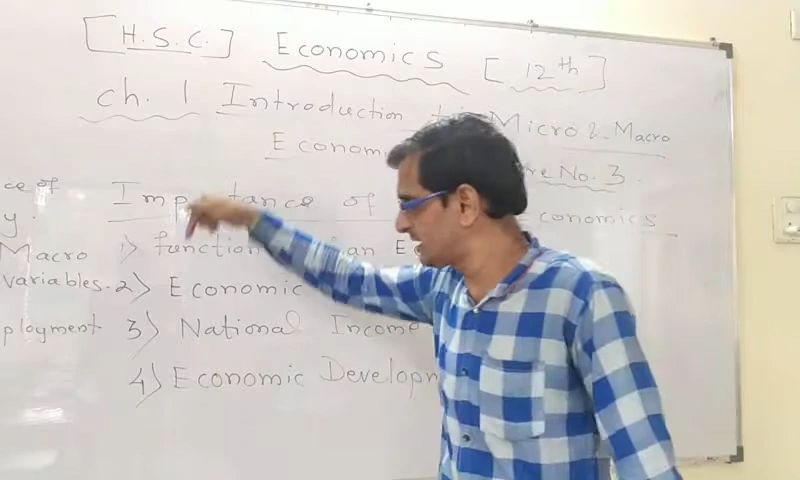 [H.S.C.] Economics [12th]
ch. 1 Introduction Micro & Macro
Econom No. 3.
ce of Imp tance of conomics
y.
Macro 1) function an Ec
variables. 2) Economic
ployment 3) National Income
4) Economic Developm